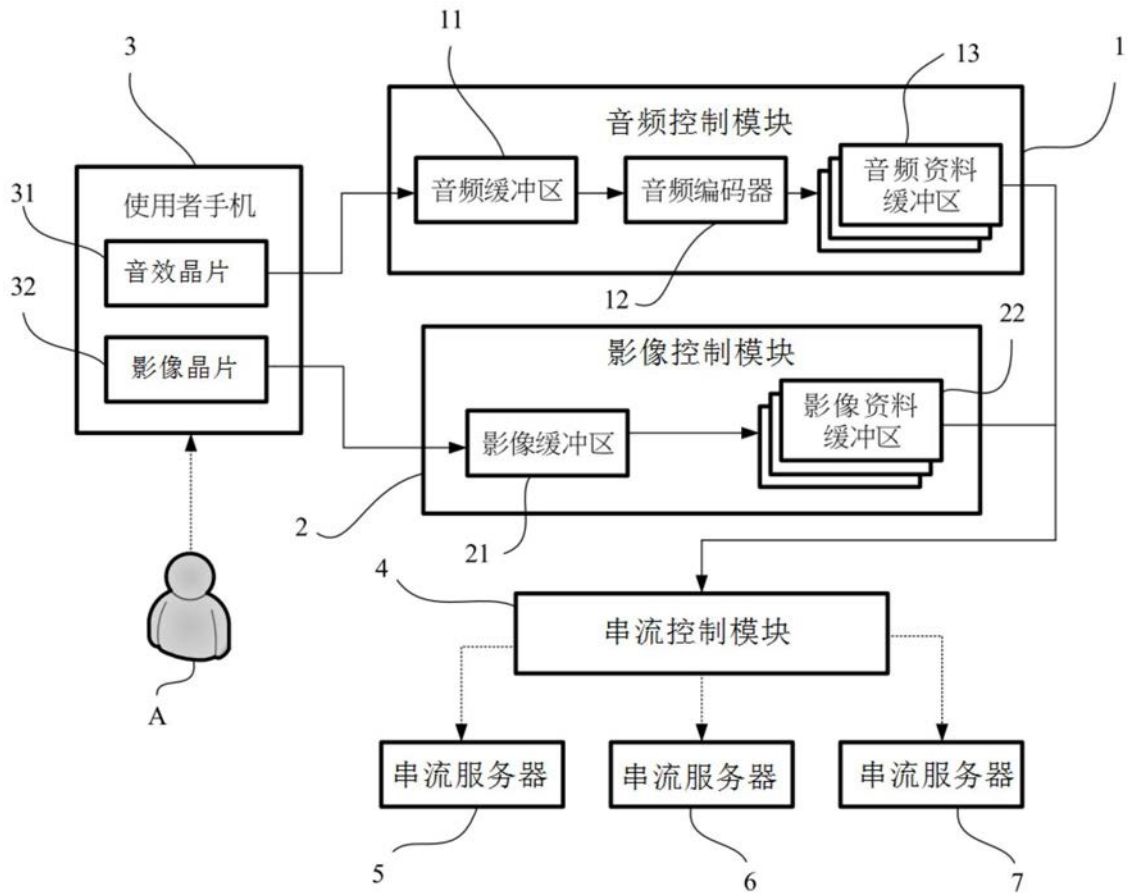 11
3
13
1
音频控制模块
31
使用者手机
音频缓冲区
音频编码器
音频资料
缓冲区
音效晶片
32
12
22
影像晶片
影像控制模块
影像资料
缓冲区
影像缓冲区
2
21
4
串流控制模块
A
串流服务器
串流服务器
串流服务器
5
6
7